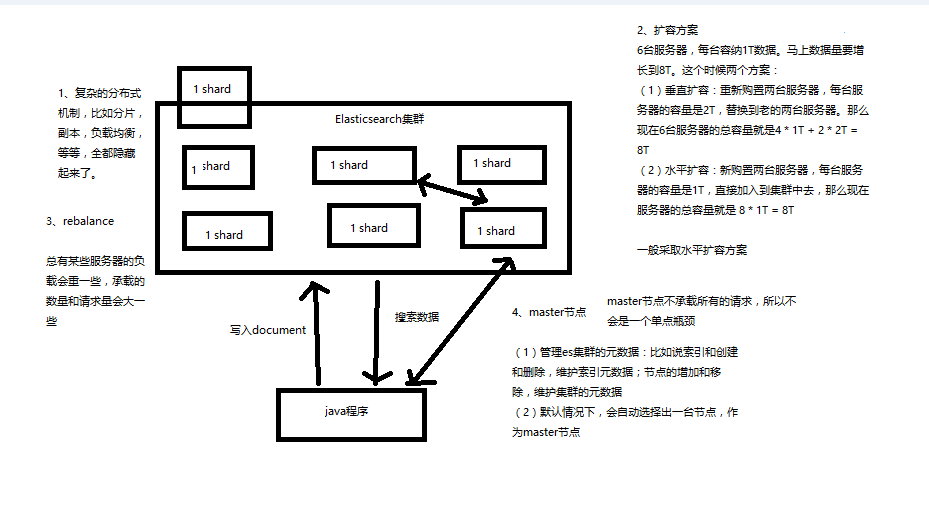 1、复杂的分布式
机制，比如分片，
副本，负载均衡，
等等，全都隐藏
起来了。
3、rebalance
总有某些服务器的负
载会重一些，承载的
数量和请求量会大一
些
1 shard
Elasticsearch集群
1 shard
1 shard
1 shard
1 shard
1 shard
1 shard
写入document
搜索数据
java程序
2、扩容方案
6台服务器，每台容纳1T数据。马上数据量要增
长到8T。这个时候两个方案：
（1）垂直扩容：重新购置两台服务器，每台服
务器的容量是2T，替换到老的两台服务器。那么
现在6台服务器的总容量就是4 * 1T + 2 * 2T =
8T
（2）水平扩容：新购置两台服务器，每台服务
器的容量是1T，直接加入到集群中去，那么现在
服务器的总容量就是 8 * 1T = 8T
一般采取水平扩容方案
4、master节点
master节点不承载所有的请求，所以不
会是一个单点瓶颈
（1）管理es集群的元数据：比如说索引和创建
和删除，维护索引元数据；节点的增加和移
除，维护集群的元数据
（2）默认情况下，会自动选择出一台节点，作
为master节点